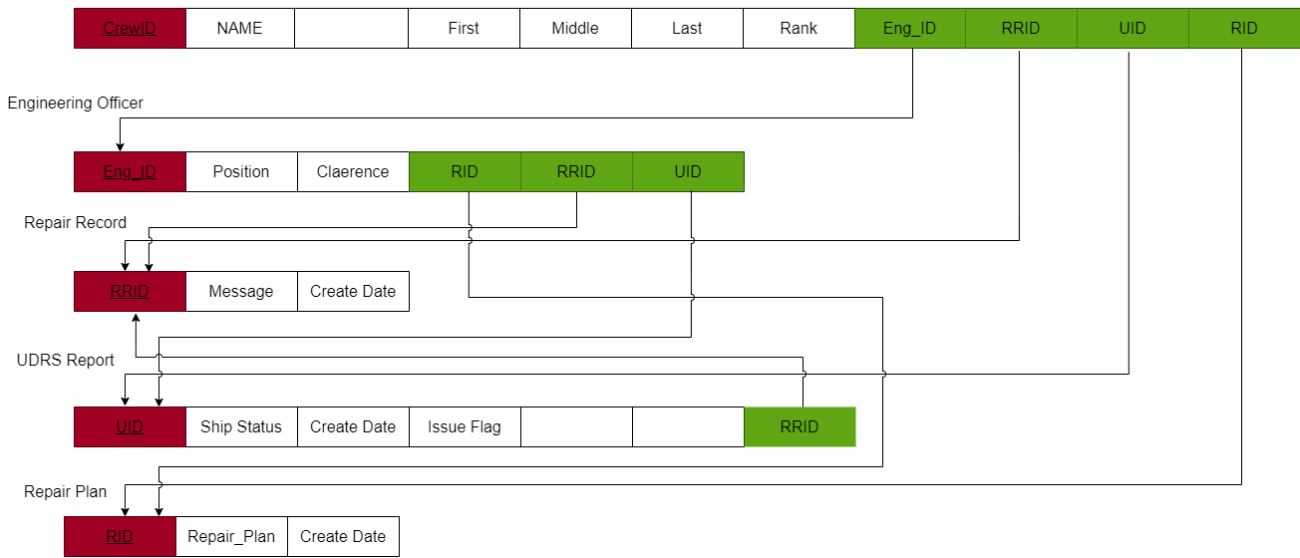 CrewID NAME First Middle Last Rank Eng_ID RRID UID RID
Engineering Officer
Eng_ID Position Claerence RID RRID UID
Repair Record
RRID Message Create Date
UDRS Report
UID Ship Status Create Date Issue Flag RRID
Repair Plan
RID Repair_Plan Create Date